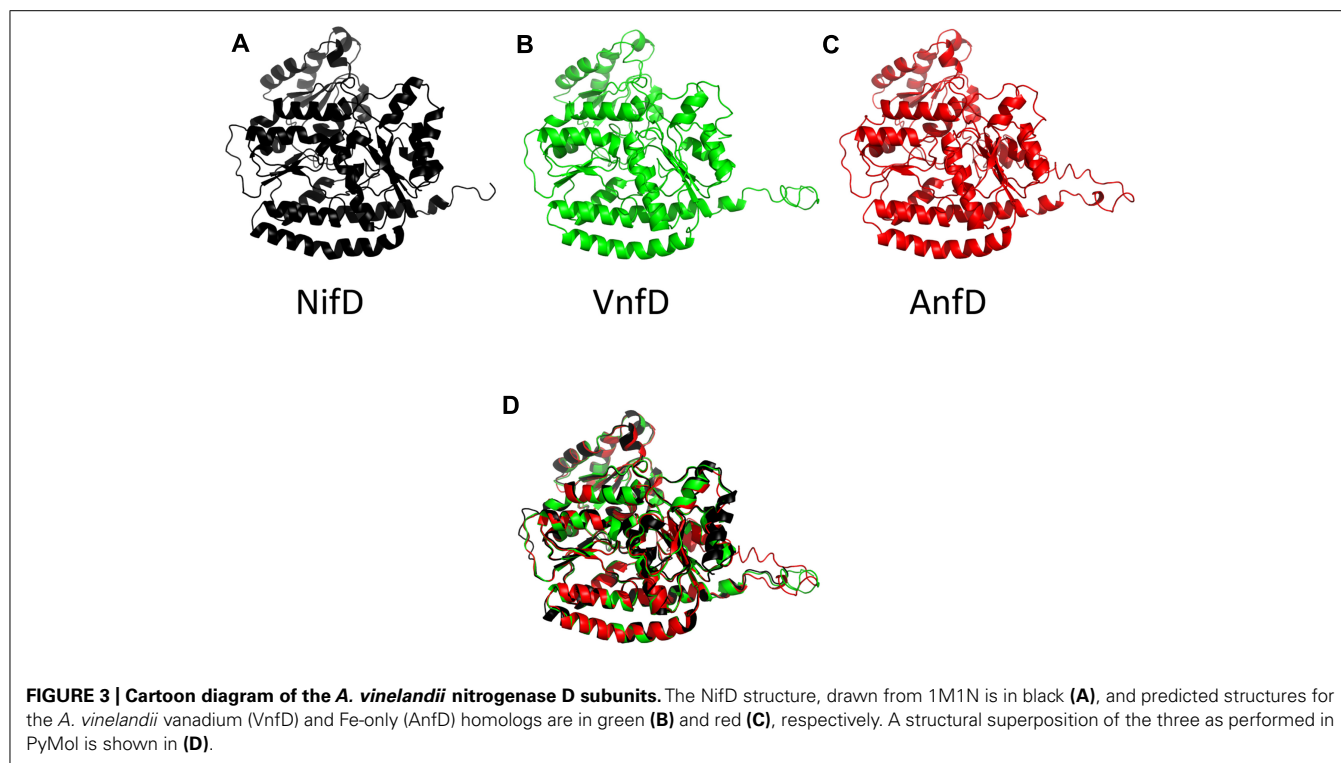 A
B
C
NifD
VnfD
AnfD
D
FIGURE 3 | Cartoon diagram of the A. vinelandii nitrogenase D subunits. The NifD structure, drawn from 1M1N is in black (A), and predicted structures for
the A. vinelandii vanadium (VnfD) and Fe-only (AnfD) homologs are in green (B) and red (C), respectively. A structural superposition of the three as performed in
PyMol is shown in (D).